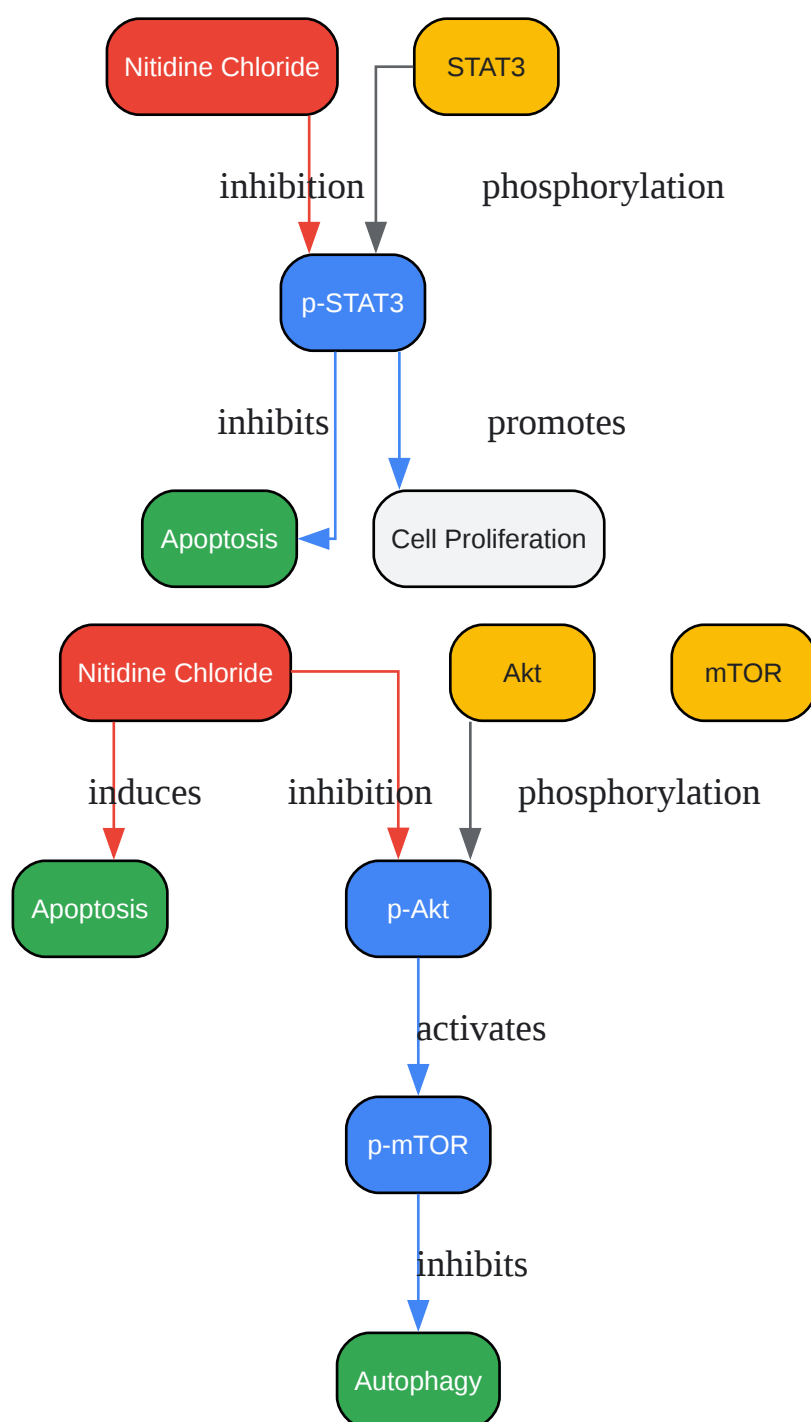 Nitidine Chloride
STAT3
inhibition
phosphorylation
p-STAT3
inhibits
promotes
Apoptosis
Cell Proliferation
Nitidine Chloride
Akt
mTOR
induces
inhibition
phosphorylation
Apoptosis
p-Akt
activates
p-mTOR
inhibits
Autophagy